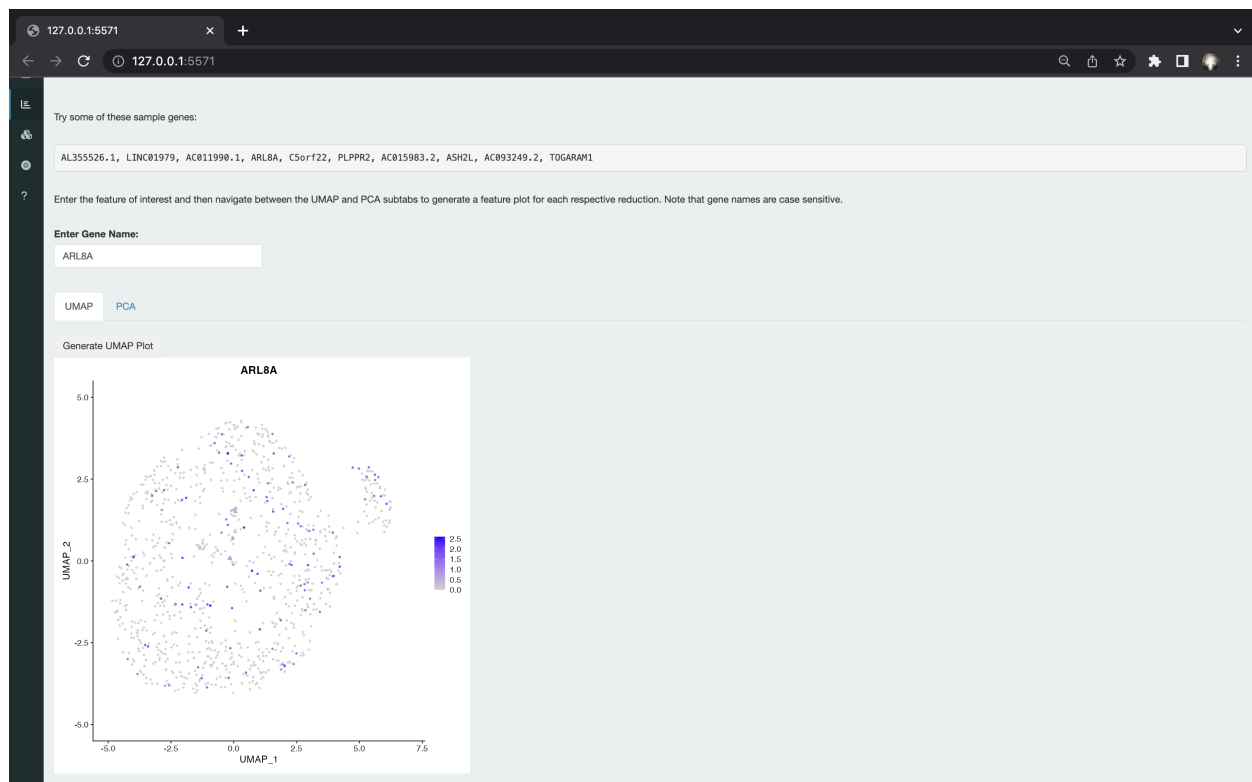 127.0.0.1:5571
127.0.0.1:5571
Try some of these sample genes:
AL355526.1, LINC01979, AC011990.1, ARL8A, C5orf22, PLPPR2, AC015983.2, ASH2L, AC093249.2, TOGARAM1
?
Enter the feature of interest and then navigate between the UMAP and PCA subtabs to generate a feature plot for each respective reduction. Note that gene names are case sensitive.
Enter Gene Name:
ARL8A
UMAP PCA
Generate UMAP Plot
ARL8A
5.0
2.5
0.0
-2.5
-5.0
UMAP_2
2.5
2.0
1.5
1.0
0.5
0.0
-5.0 -2.5 0.0 2.5 5.0 7.5
UMAP_1